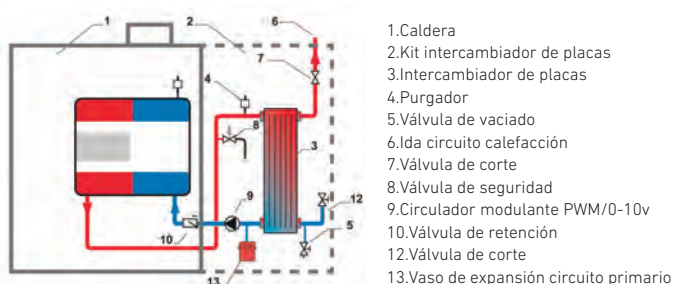 1
2
6
7
4
8
3
9
12
10
5
13
1.Caldera
2.Kit intercambiador de placas
3.Intercambiador de placas
4.Purgador
5.Válvula de vaciado
6.Ida circuito calefacción
7.Válvula de corte
8.Válvula de seguridad
9.Circulador modulante PWM/0-10v
10.Válvula de retención
12.Válvula de corte
13.Vaso de expansión circuito primario